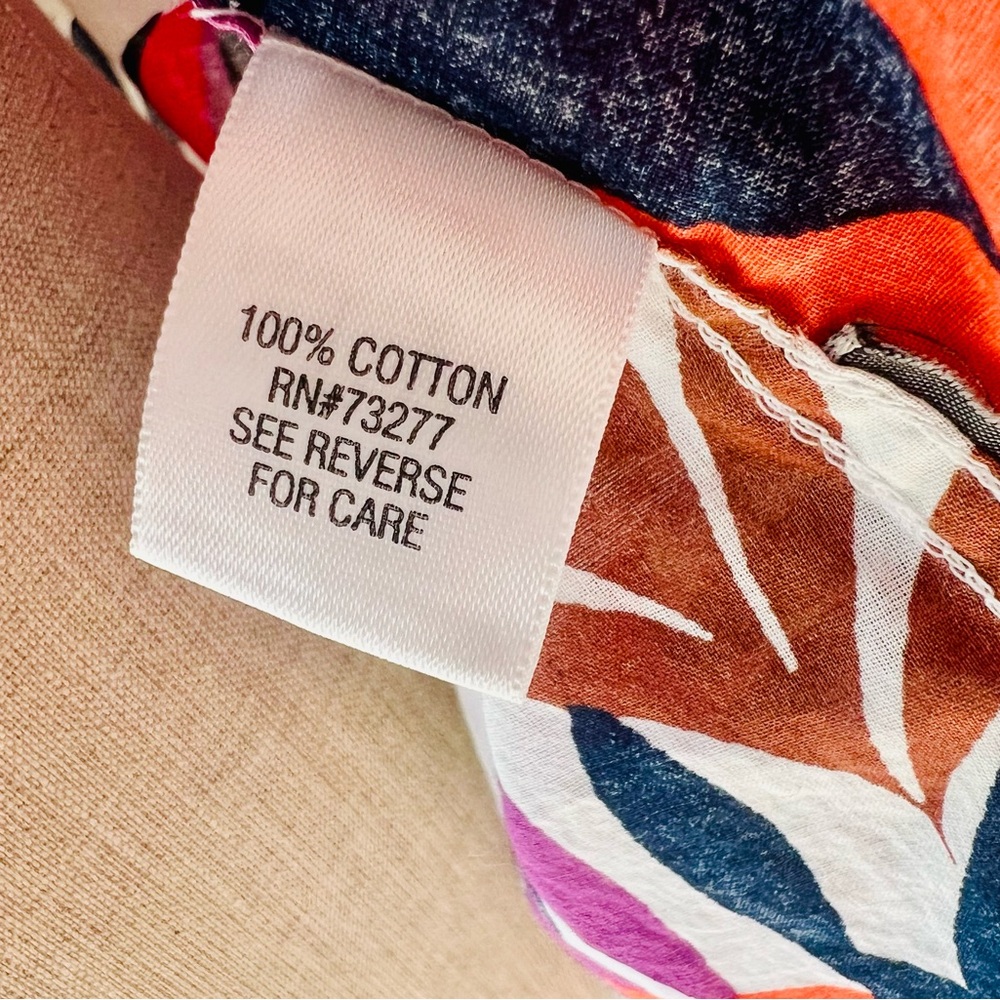 100% COTTON
RN#73277
SEE REVERSE
FOR CARE